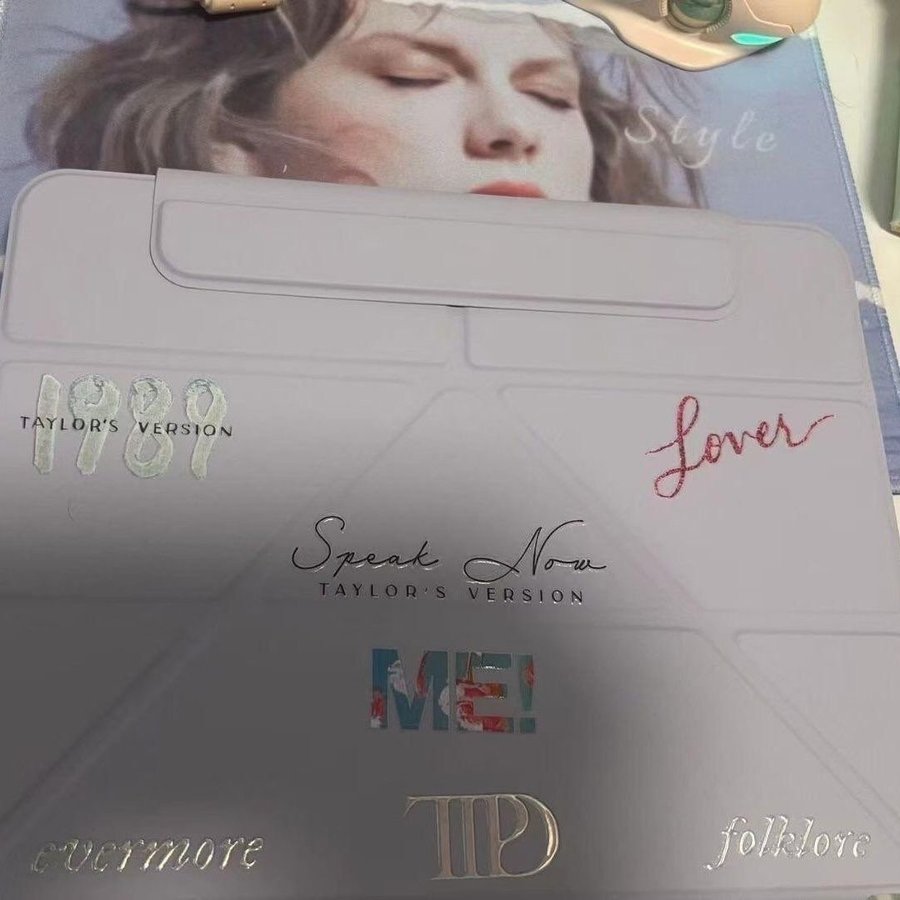 Style
1989
TAYLOR'S VERSION
Lover
Speak Now
TAYLOR'S VERSION
ME!
TTPD
evermore
folklore